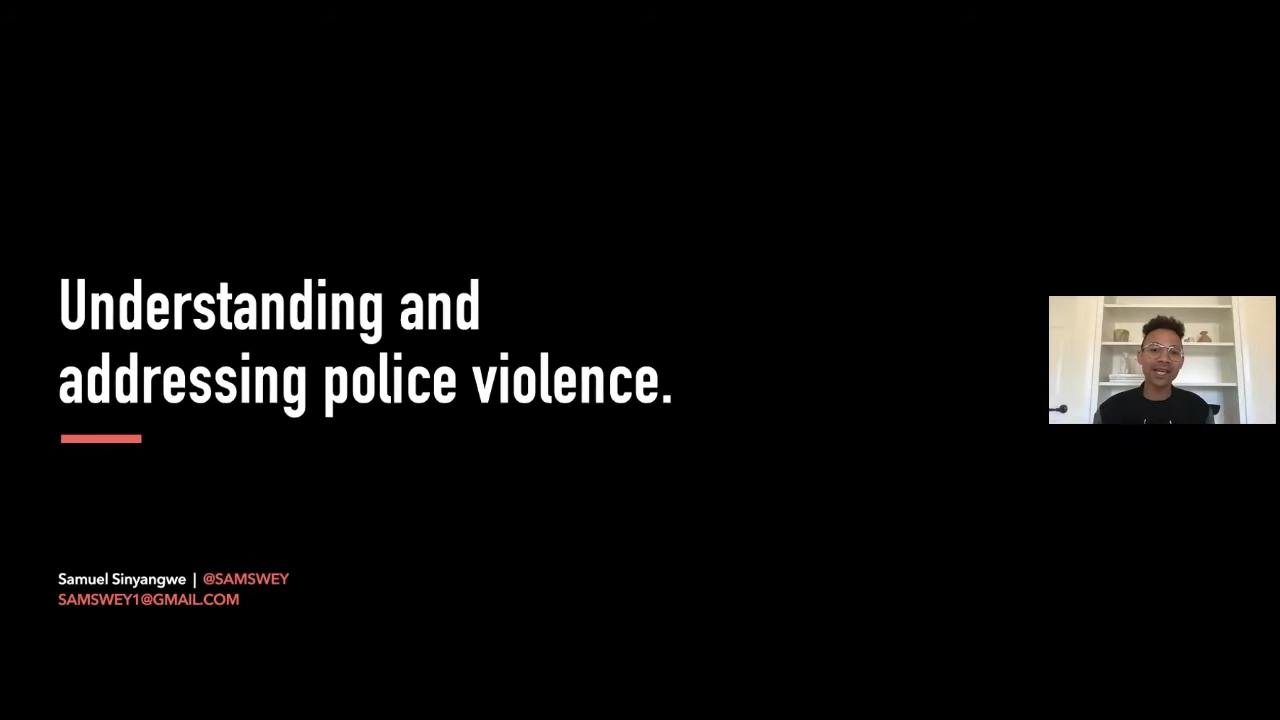 Understanding and
addressing police violence.
Samuel Sinyangwe | @SAMSWEY
SAMSWEY1@GMAIL.COM